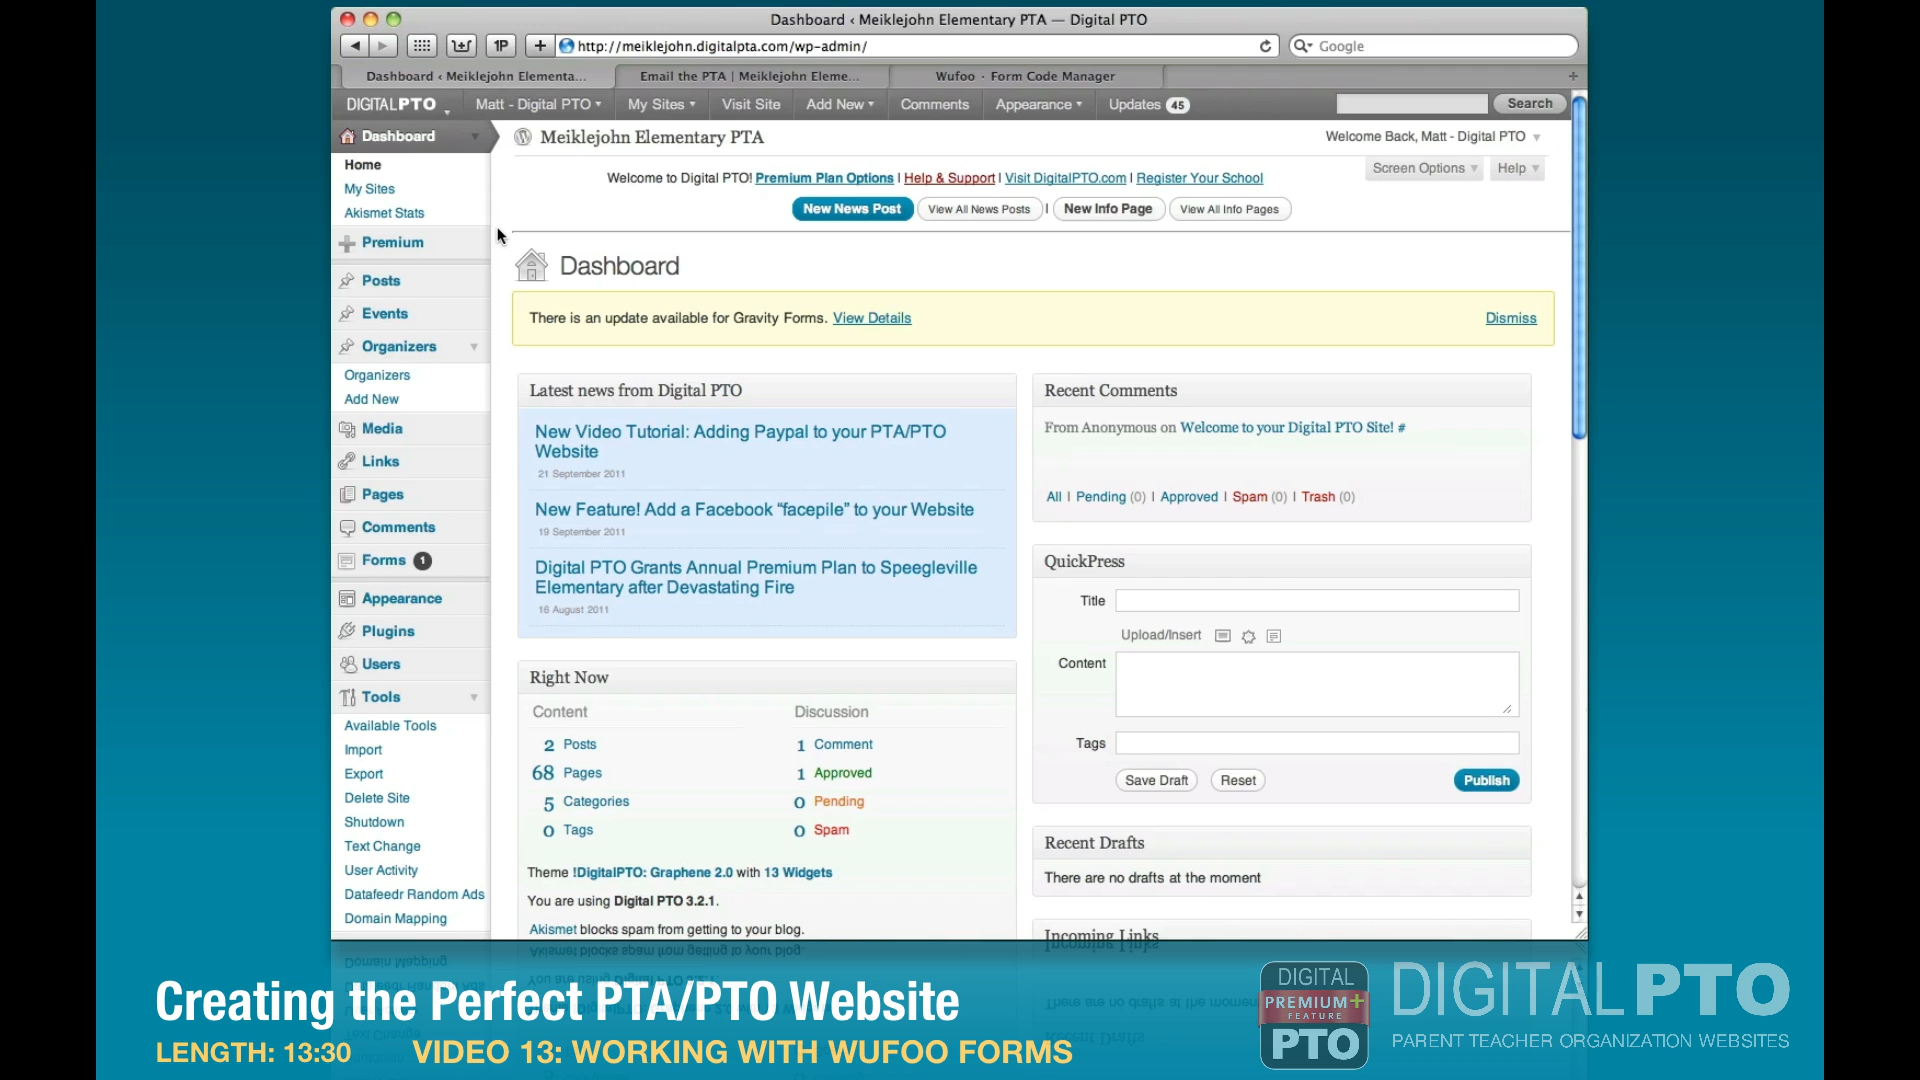 Dashboard ‹ Meiklejohn Elementary PTA — Digital PTO
1P
+
http://meiklejohn.digitalpta.com/wp-admin/
Google
Dashboard ‹ Meiklejohn Elementa...
Email the PTA | Meiklejohn Eleme...
Wufoo · Form Code Manager
+
DIGITALPTO
Matt - Digital PTO
My Sites
Visit Site
Add New
Comments
Appearance
Updates 45
Search
Dashboard
Home
My Sites
Akismet Stats
Premium
Posts
Events
Organizers
Organizers
Add New
Media
Links
Pages
Comments
Forms 1
Appearance
Plugins
Users
Tools
Available Tools
Import
Export
Delete Site
Shutdown
Text Change
User Activity
Datafeedr Random Ads
Domain Mapping
Meiklejohn Elementary PTA
Welcome Back, Matt - Digital PTO
Screen Options
Help
Welcome to Digital PTO! Premium Plan Options | Help & Support | Visit DigitalPTO.com | Register Your School
New News Post
View All News Posts
|
New Info Page
View All Info Pages
Dashboard
There is an update available for Gravity Forms. View Details
Dismiss
Latest news from Digital PTO
New Video Tutorial: Adding Paypal to your PTA/PTO
Website
21 September 2011
New Feature! Add a Facebook “facepile” to your Website
19 September 2011
Digital PTO Grants Annual Premium Plan to Speegleville
Elementary after Devastating Fire
16 August 2011
Right Now
Content
Discussion
2 Posts
1 Comment
68 Pages
1 Approved
5 Categories
0 Pending
0 Tags
0 Spam
Theme !DigitalPTO: Graphene 2.0 with 13 Widgets
You are using Digital PTO 3.2.1.
Akismet blocks spam from getting to your blog.
Recent Comments
From Anonymous on Welcome to your Digital PTO Site! #
All | Pending (0) | Approved | Spam (0) | Trash (0)
QuickPress
Title
Upload/Insert
Content
Tags
Save Draft
Reset
Publish
Recent Drafts
There are no drafts at the moment
Incoming Links
Creating the Perfect PTA/PTO Website
LENGTH: 13:30
VIDEO 13: WORKING WITH WUFOO FORMS
DIGITAL
PREMIUM+
FEATURE
PTO
DIGITALPTO
PARENT TEACHER ORGANIZATION WEBSITES